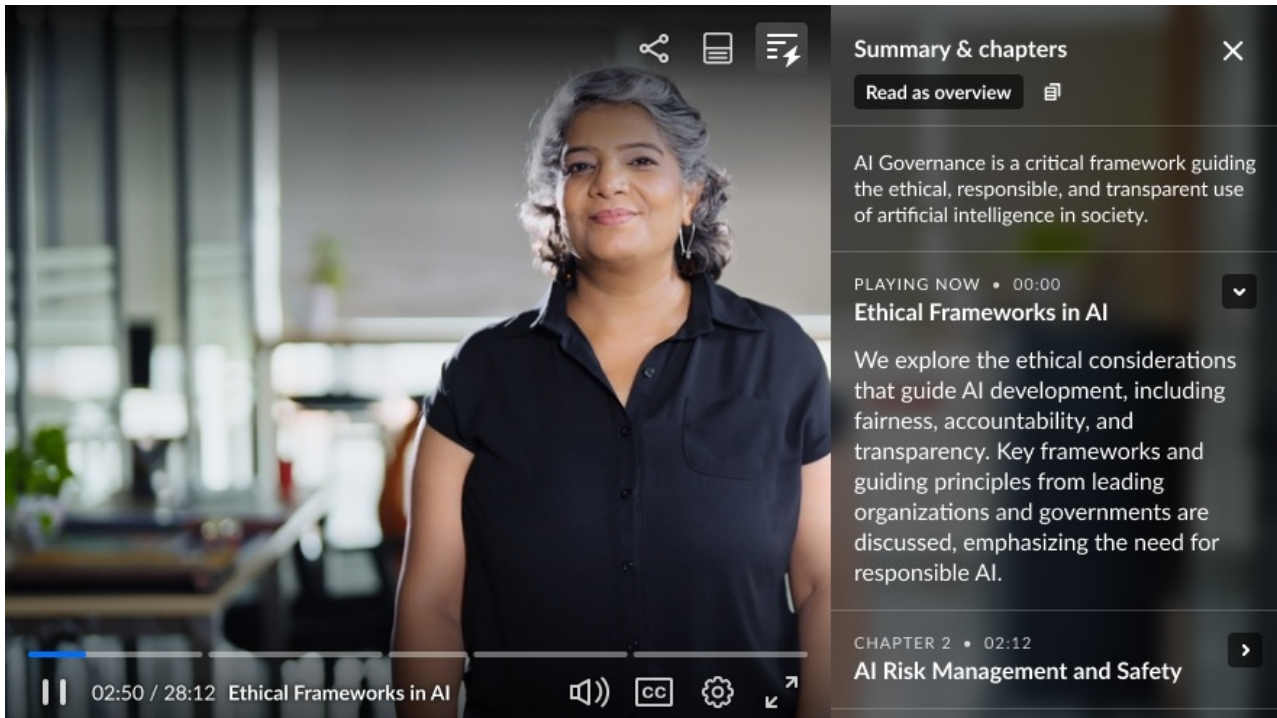 Summary & chapters
Read as overview
AI Governance is a critical framework guiding
the ethical, responsible, and transparent use
of artificial intelligence in society.
PLAYING NOW • 00:00
Ethical Frameworks in AI
We explore the ethical considerations
that guide AI development, including
fairness, accountability, and
transparency. Key frameworks and
guiding principles from leading
organizations and governments are
discussed, emphasizing the need for
responsible AI.
CHAPTER 2 • 02:12
AI Risk Management and Safety
02:50 / 28:12 Ethical Frameworks in AI
CC